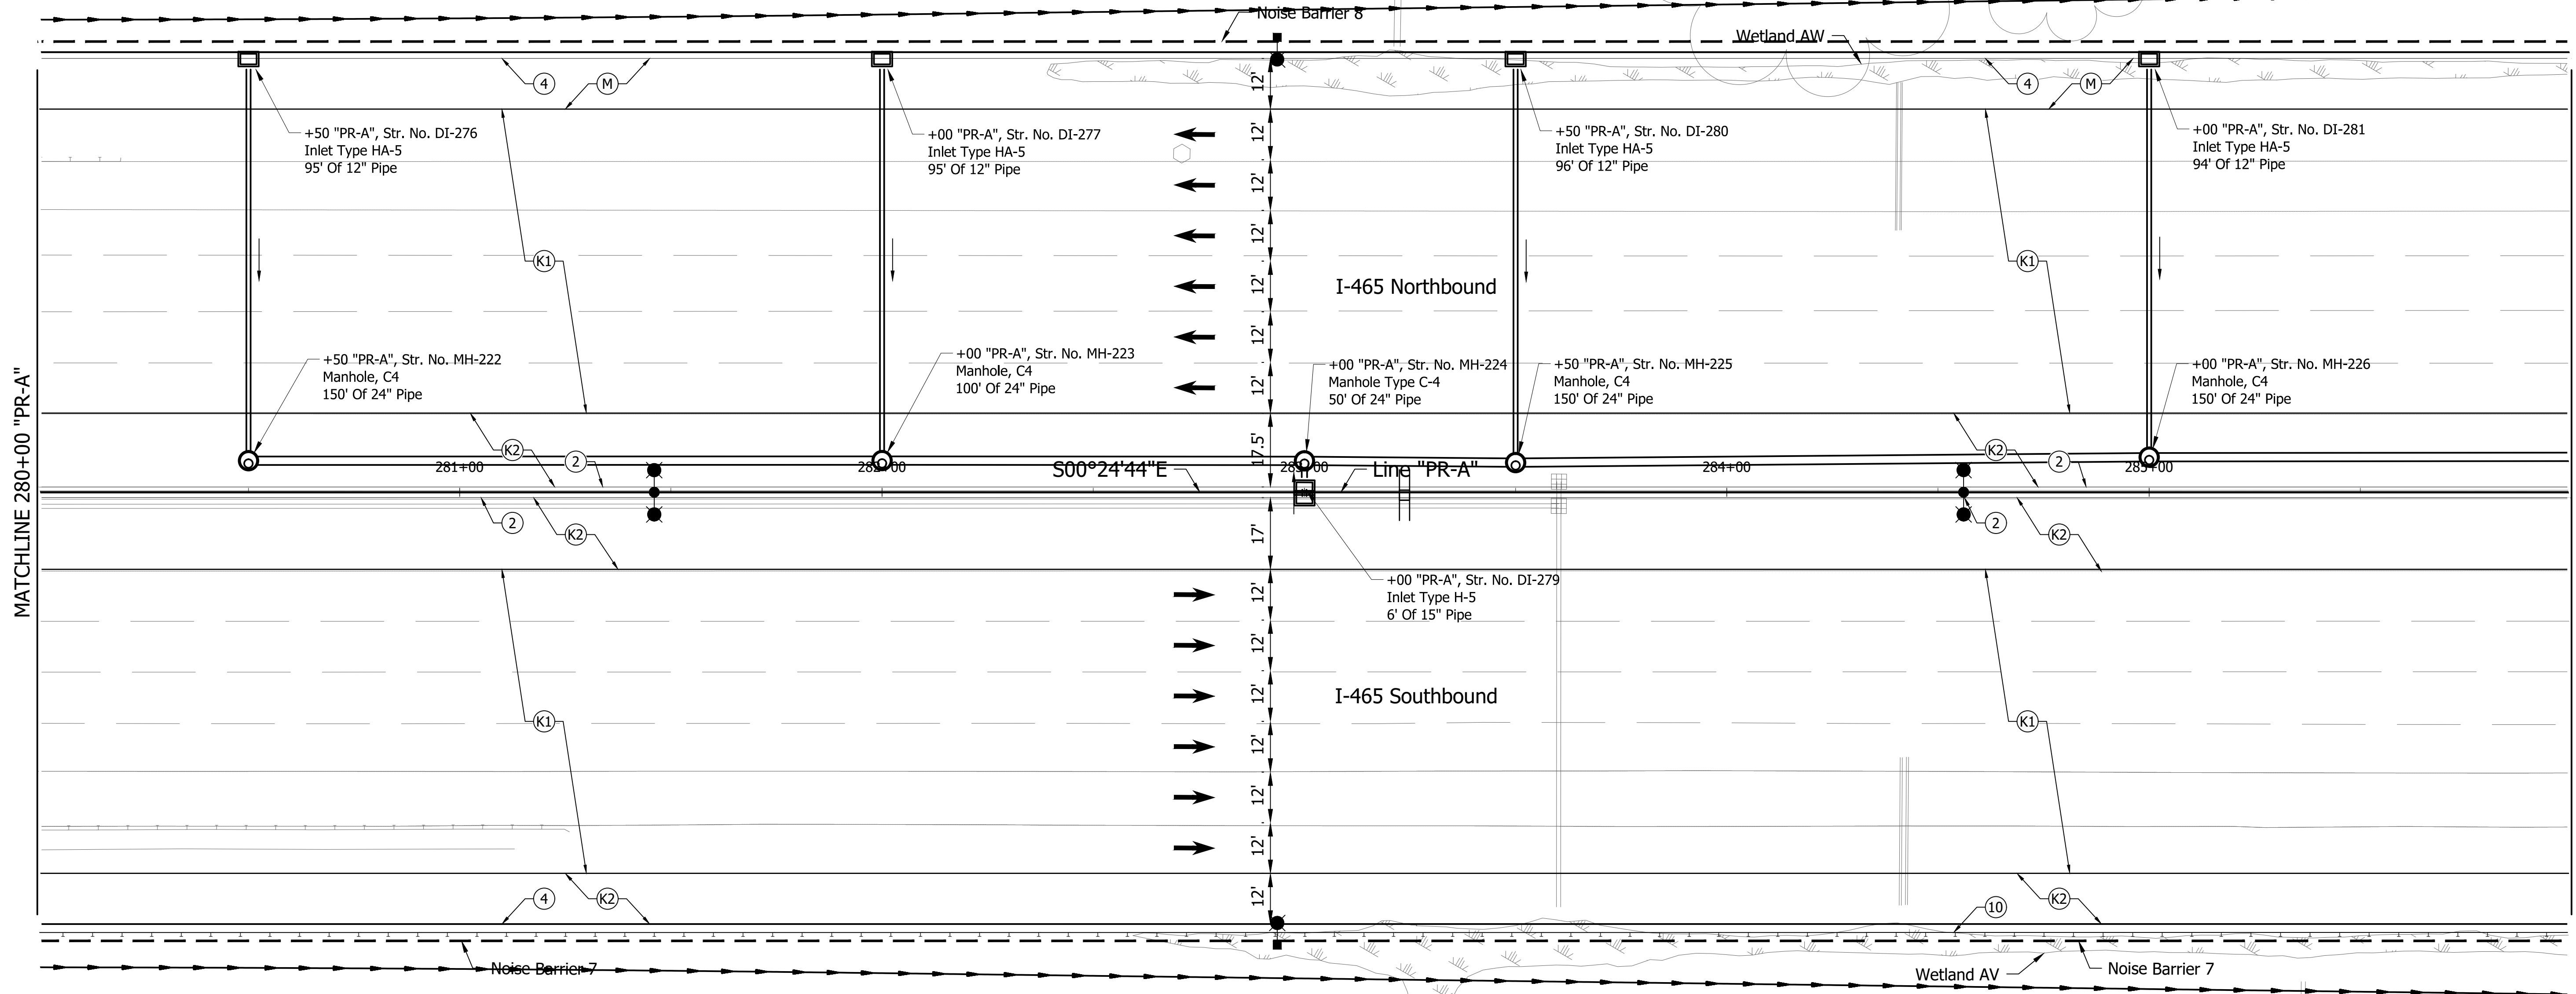 Noise Barrier 8
Wetland AW
4
M
4
M
12'
+50 "PR-A", Str. No. DI-276
Inlet Type HA-5
95' Of 12" Pipe
+00 "PR-A", Str. No. DI-277
Inlet Type HA-5
95' Of 12" Pipe
+50 "PR-A", Str. No. DI-280
Inlet Type HA-5
96' Of 12" Pipe
+00 "PR-A", Str. No. DI-281
Inlet Type HA-5
94' Of 12" Pipe
12'
12'
12'
K1
K1
12'
I-465 Northbound
12'
12'
+50 "PR-A", Str. No. MH-222
Manhole, C4
150' Of 24" Pipe
+00 "PR-A", Str. No. MH-223
Manhole, C4
100' Of 24" Pipe
+00 "PR-A", Str. No. MH-224
Manhole Type C-4
50' Of 24" Pipe
+50 "PR-A", Str. No. MH-225
Manhole, C4
150' Of 24" Pipe
+00 "PR-A", Str. No. MH-226
Manhole, C4
150' Of 24" Pipe
MATCHLINE 280+00 "PR-A"
17.5'
K2
2
K2
2
281+00
282+00
283+00
284+00
285+00
S00°24'44"E
Line "PR-A"
2
K2
17'
2
K2
+00 "PR-A", Str. No. DI-279
Inlet Type H-5
6' Of 15" Pipe
12'
12'
12'
I-465 Southbound
K1
K1
12'
12'
12'
4
K2
12'
K2
10
Noise Barrier 7
Wetland AV
Noise Barrier 7